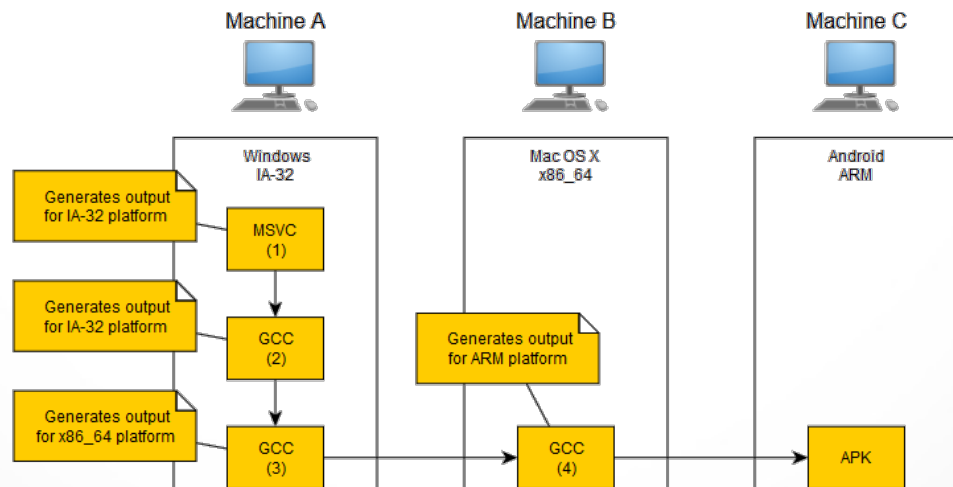 Machine A
Machine B
Machine C
Windows
IA-32
Mac OS X
x86_64
Android
ARM
Generates output
for IA-32 platform
MSVC
(1)
Generates output
for IA-32 platform
GCC
(2)
Generates output
for ARM platform
Generates output
for x86_64 platform
GCC
(3)
GCC
(4)
APK